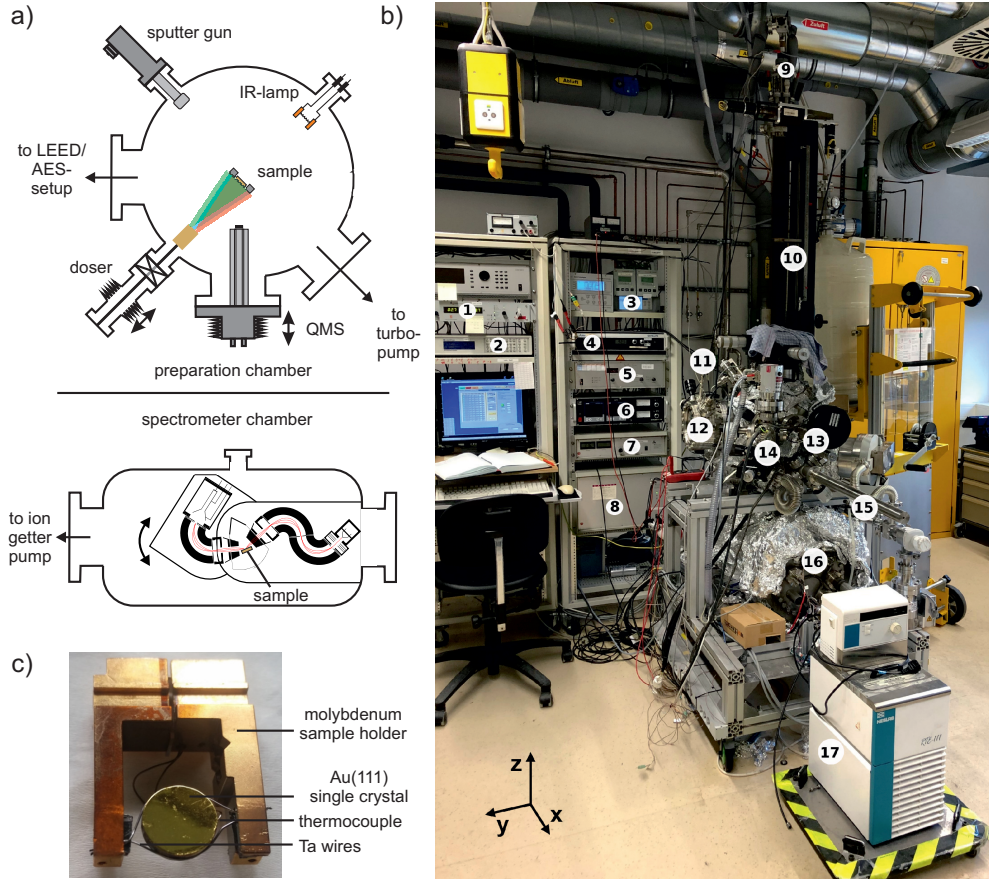 a)
sputter gun
IR-lamp
to LEED/
AES-
setup
sample
doser
QMS
to
turbo-
pump
preparation chamber
spectrometer chamber
to ion
getter
pump
sample
c)
molybdenum
sample holder
Au(111)
single crystal
thermocouple
Ta wires
b)
9
Zuluft
10
1
2
3
4
5
6
7
8
11
12
13
14
15
16
17
z
y
x